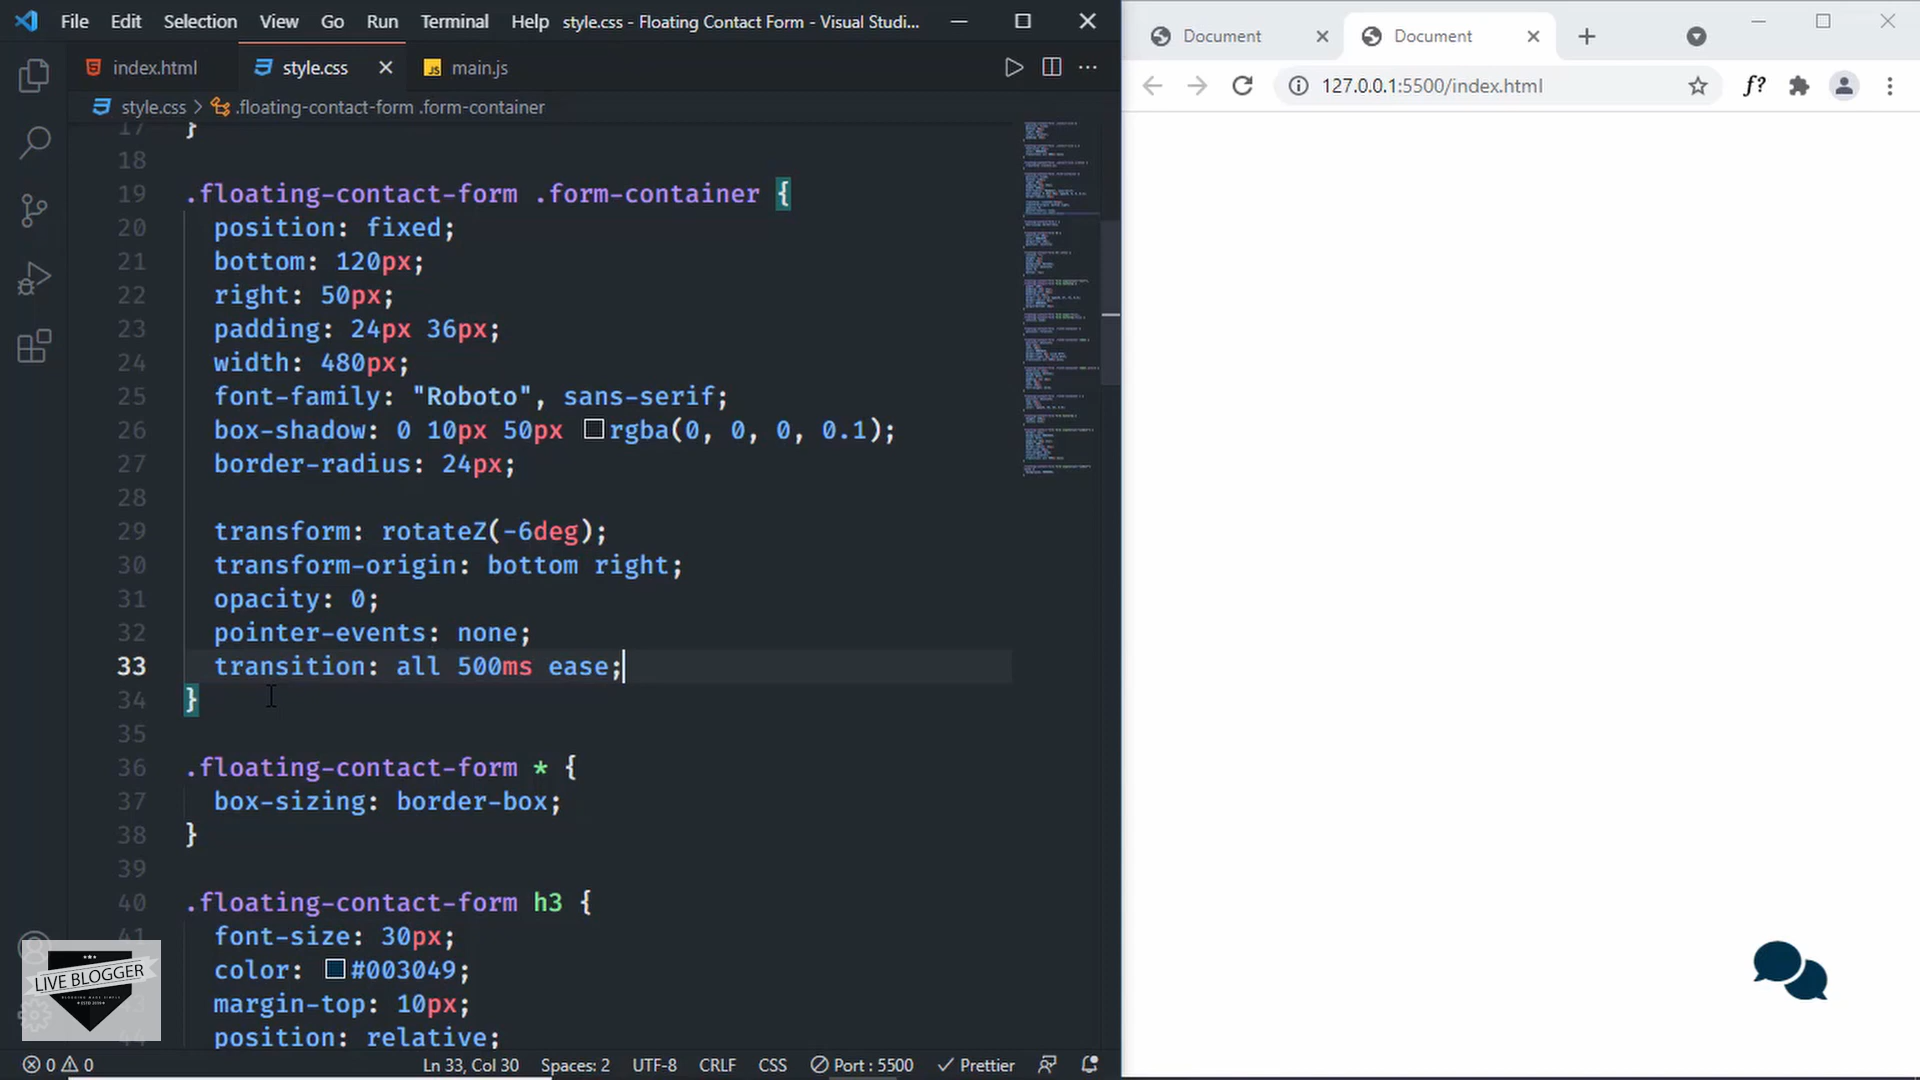 File Edit Selection View Go Run Terminal Help style.css - Floating Contact Form - Visual Studi...
index.html style.css main.js
style.css > .floating-contact-form .form-container
17 }
18
19 .floating-contact-form .form-container {
20 position: fixed;
21 bottom: 120px;
22 right: 50px;
23 padding: 24px 36px;
24 width: 480px;
25 font-family: "Roboto", sans-serif;
26 box-shadow: 0 10px 50px rgba(0, 0, 0, 0.1);
27 border-radius: 24px;
28
29 transform: rotateZ(-6deg);
30 transform-origin: bottom right;
31 opacity: 0;
32 pointer-events: none;
33 transition: all 500ms ease;
34 }
35
36 .floating-contact-form * {
37 box-sizing: border-box;
38 }
39
40 .floating-contact-form h3 {
41 font-size: 30px;
color: #003049;
margin-top: 10px;
44 position: relative;
LIVE BLOGGER
0 0
Ln 33, Col 30 Spaces: 2 UTF-8 CRLF CSS Port : 5500 Prettier
Document Document
127.0.0.1:5500/index.html
f?